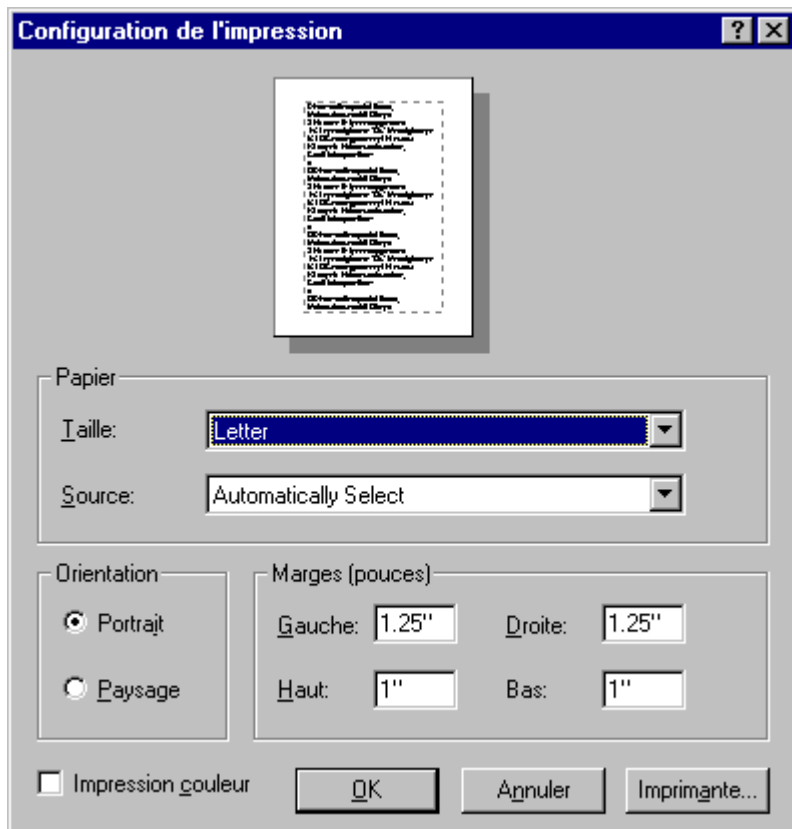 Configuration de l'impression
Papier
Taille: Letter
Source: Automatically Select
Orientation Marges (pouces)
Portrait Gauche: 1.25" Droite: 1.25"
Paysage Haut: 1" Bas: 1"
Impression couleur OK Annuler Imprimante...